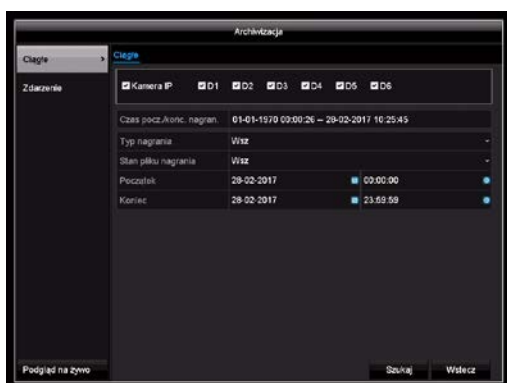 Archiwizacja
Ciągłe
Zdarzenie
Ciągłe
Kamera IP D1 D2 D3 D4 D5 D6
Czas pocz./konc. nagran. 01-01-1970 00:00:26 -- 28-02-2017 10:25:45
Typ nagrania Wsz
Stan pliku nagrania Wsz
Początek 28-02-2017 00:00:00
Koniec 28-02-2017 23:59:59
Podgląd na żywo Szukaj Wstecz